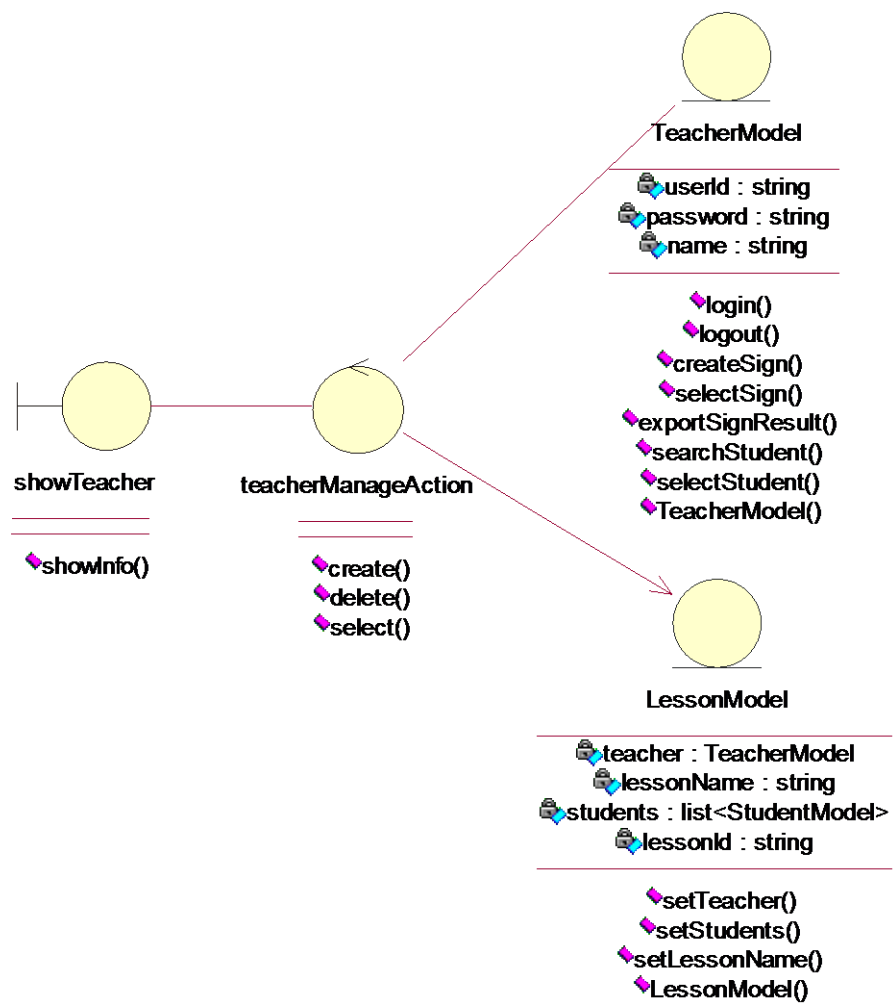 TeacherModel
userId : string
password : string
name : string
login()
logout()
createSign()
selectSign()
exportSignResult()
searchStudent()
selectStudent()
TeacherModel()
showTeacher
showInfo()
teacherManageAction
create()
delete()
select()
LessonModel
teacher : TeacherModel
lessonName : string
students : list<StudentModel>
lessonId : string
setTeacher()
setStudents()
setLessonName()
LessonModel()